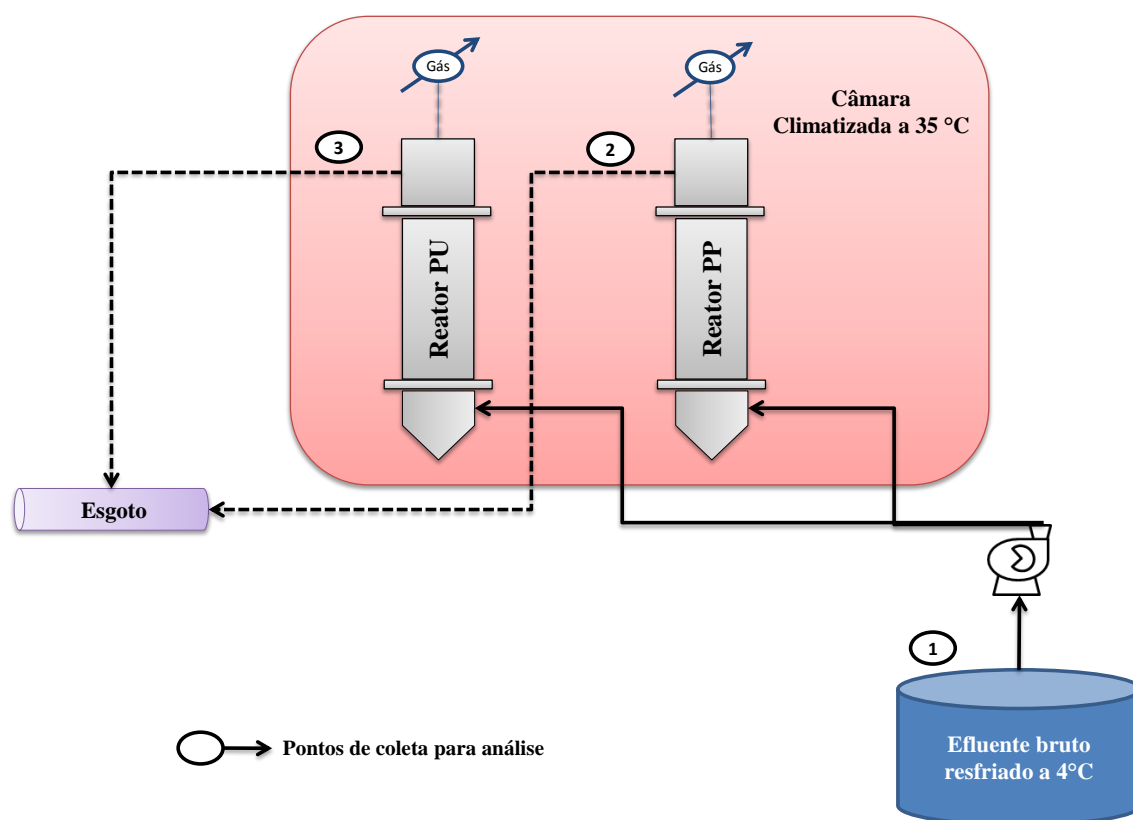 Gás
Gás
Câmara
Climatizada a 35 °C
3
2
Reator PU
Reator PP
Esgoto
1
Pontos de coleta para análise
Efluente bruto
resfriado a 4°C